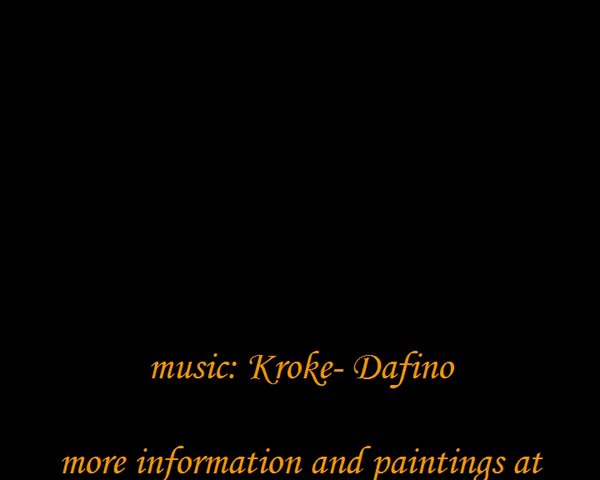 music: Kroke- Dafino
more information and paintings at